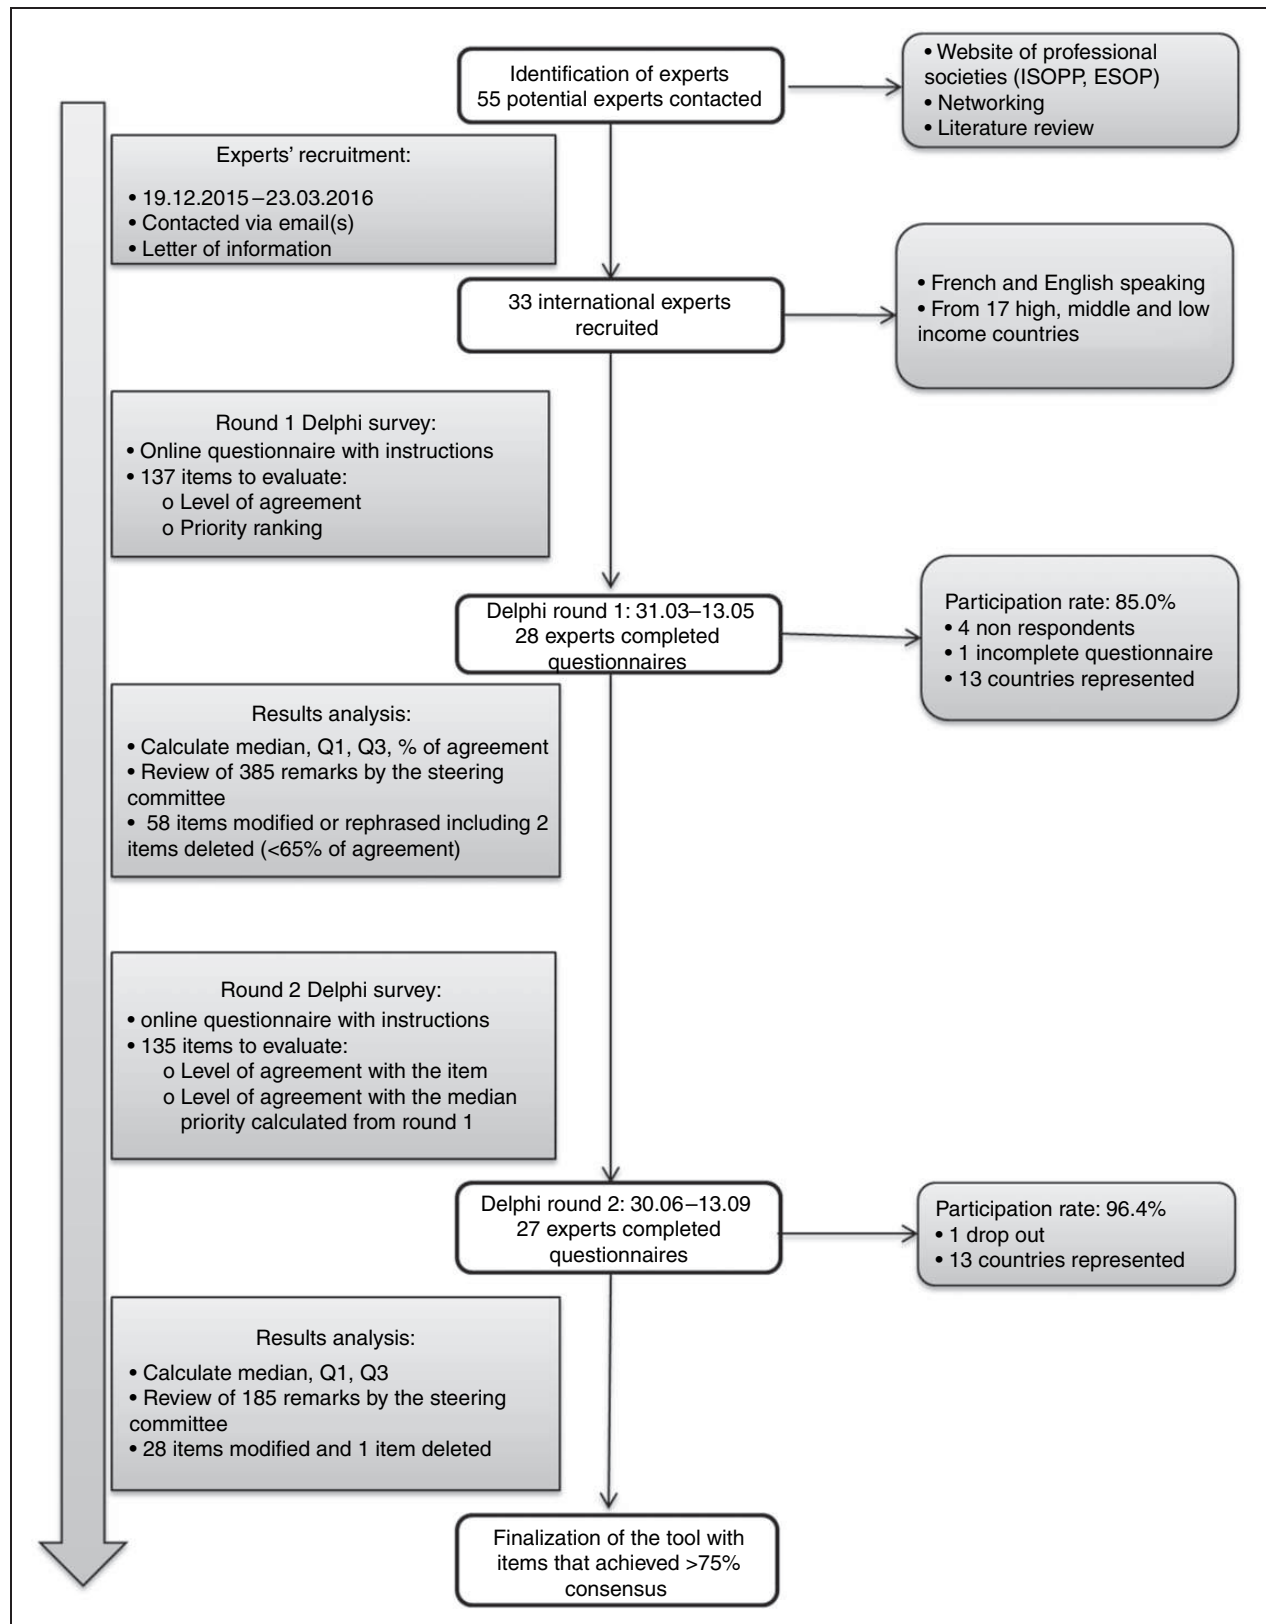 Identification of experts
55 potential experts contacted
• Website of professional
societies (ISOPP, ESOP)
• Networking
• Literature review
Experts’ recruitment:
• 19.12.2015–23.03.2016
• Contacted via email(s)
• Letter of information
33 international experts
recruited
• French and English speaking
• From 17 high, middle and low
income countries
Round 1 Delphi survey:
• Online questionnaire with instructions
• 137 items to evaluate:
o Level of agreement
o Priority ranking
Delphi round 1: 31.03–13.05
28 experts completed
questionnaires
Participation rate: 85.0%
• 4 non respondents
• 1 incomplete questionnaire
• 13 countries represented
Results analysis:
• Calculate median, Q1, Q3, % of agreement
• Review of 385 remarks by the steering
committee
• 58 items modified or rephrased including 2
items deleted (<65% of agreement)
Round 2 Delphi survey:
• online questionnaire with instructions
• 135 items to evaluate:
o Level of agreement with the item
o Level of agreement with the median
priority calculated from round 1
Delphi round 2: 30.06–13.09
27 experts completed
questionnaires
Participation rate: 96.4%
• 1 drop out
• 13 countries represented
Results analysis:
• Calculate median, Q1, Q3
• Review of 185 remarks by the steering
committee
• 28 items modified and 1 item deleted
Finalization of the tool with
items that achieved >75%
consensus